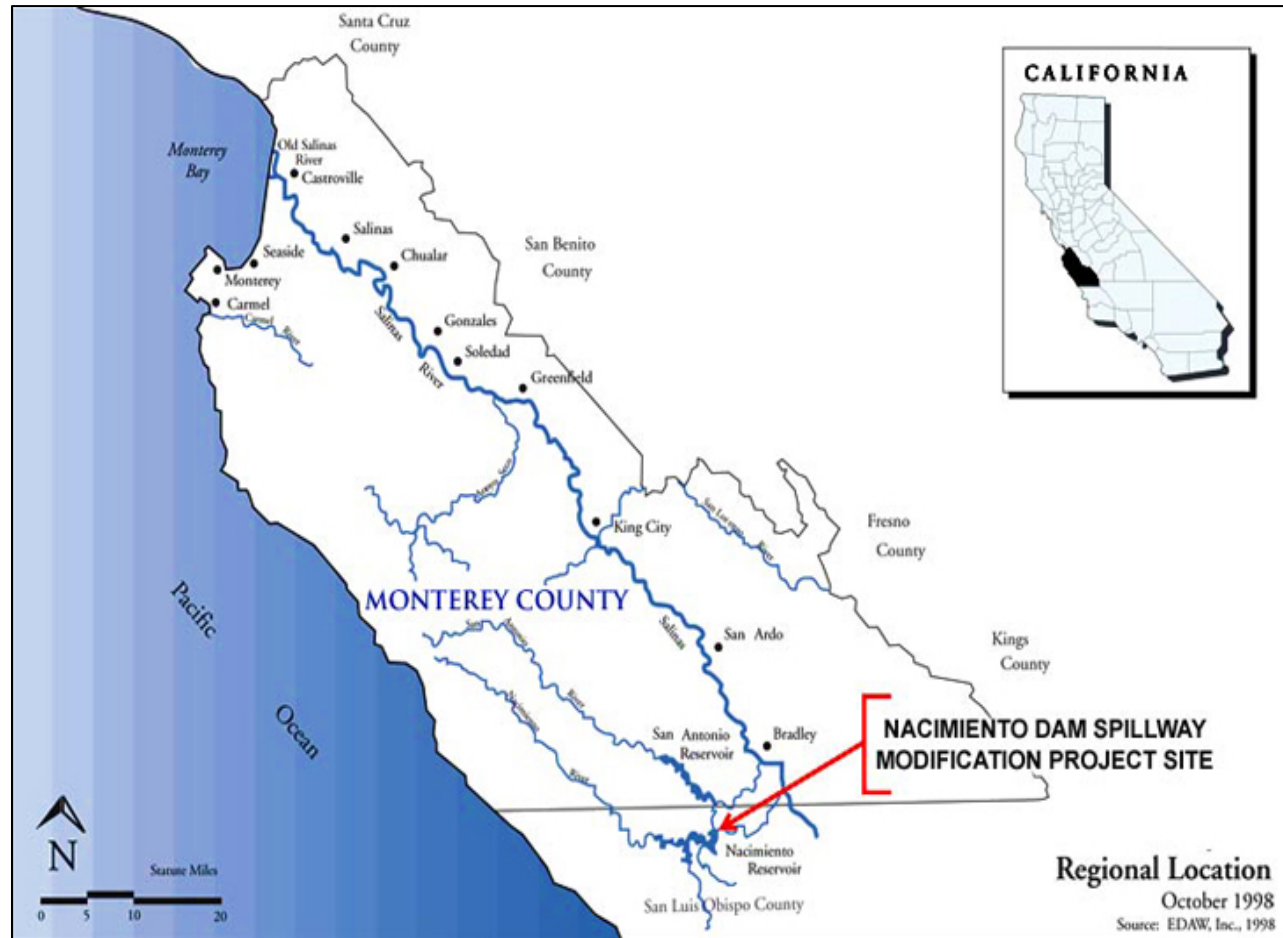 Santa Cruz
County
CALIFORNIA
Monterey
Bay
Old Salinas
River
Castroville
Salinas
San Benito
County
Seaside
Chualar
Monterey
Carmel
Carmel
River
Salinas
River
Gonzales
Soledad
Greenfield
Arroyo Seco
King City
San Lorenzo
River
Fresno
County
MONTEREY COUNTY
Pacific
Ocean
San Antonio
River
Salinas
San Ardo
Kings
County
Nacimiento
River
San Antonio
Reservoir
Bradley
NACIMIENTO DAM SPILLWAY
MODIFICATION PROJECT SITE
Nacimiento
Reservoir
San Luis Obispo County
N
Statute Miles
0 5 10 20
Regional Location
October 1998
Source: EDAW, Inc., 1998